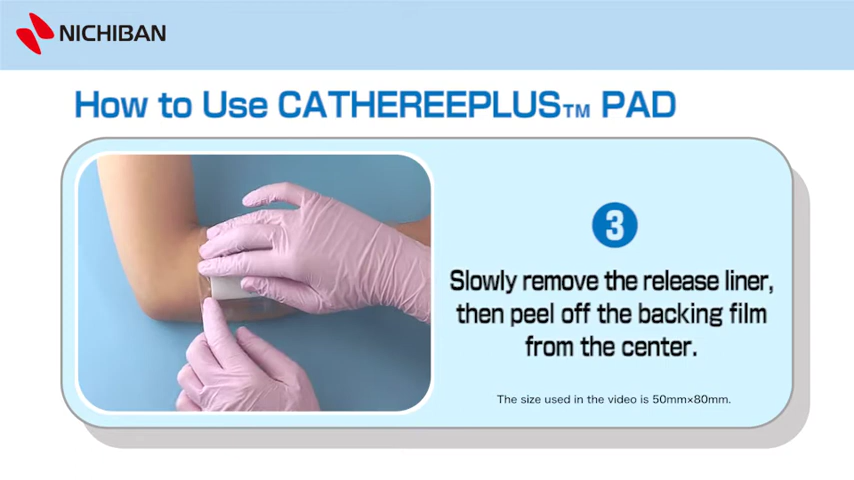 NICHIBAN
How to Use CATHEREEPLUS™ PAD
3
Slowly remove the release liner,
then peel off the backing film
from the center.
The size used in the video is 50mm×80mm.